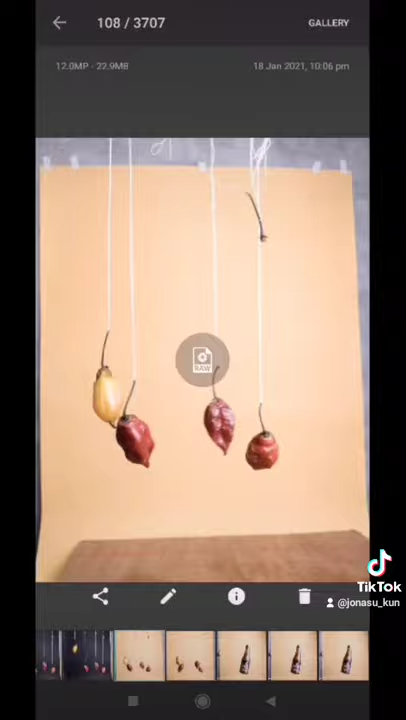 108 / 3707
GALLERY
12.0MP - 22.9MB
18 Jan 2021, 10:06 pm
RAW
TikTok
@jonasu_kun